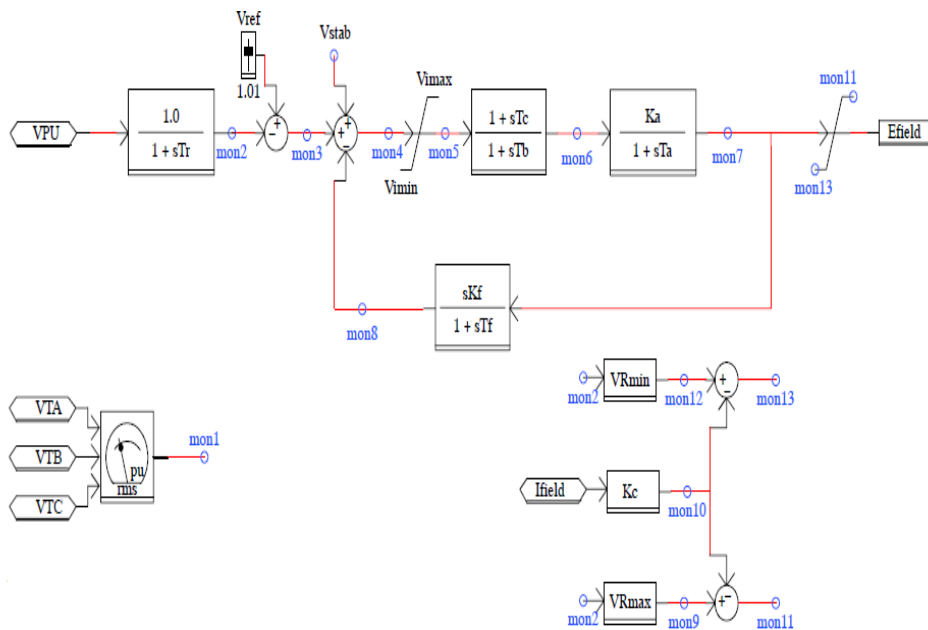 Vref
1.01
Vstab
VPU
1.0
1 + sTr
mon2
-
+
mon3
+
+
-
mon4
Vimax
Vimin
mon5
1 + sTc
1 + sTb
mon6
Ka
1 + sTa
mon7
mon11
mon13
Efield
sKf
1 + sTf
mon8
VTA
VTB
VTC
pu
rms
mon1
mon2
VRmin
mon12
+
-
mon13
Ifield
Kc
mon10
mon2
VRmax
mon9
+
-
mon11